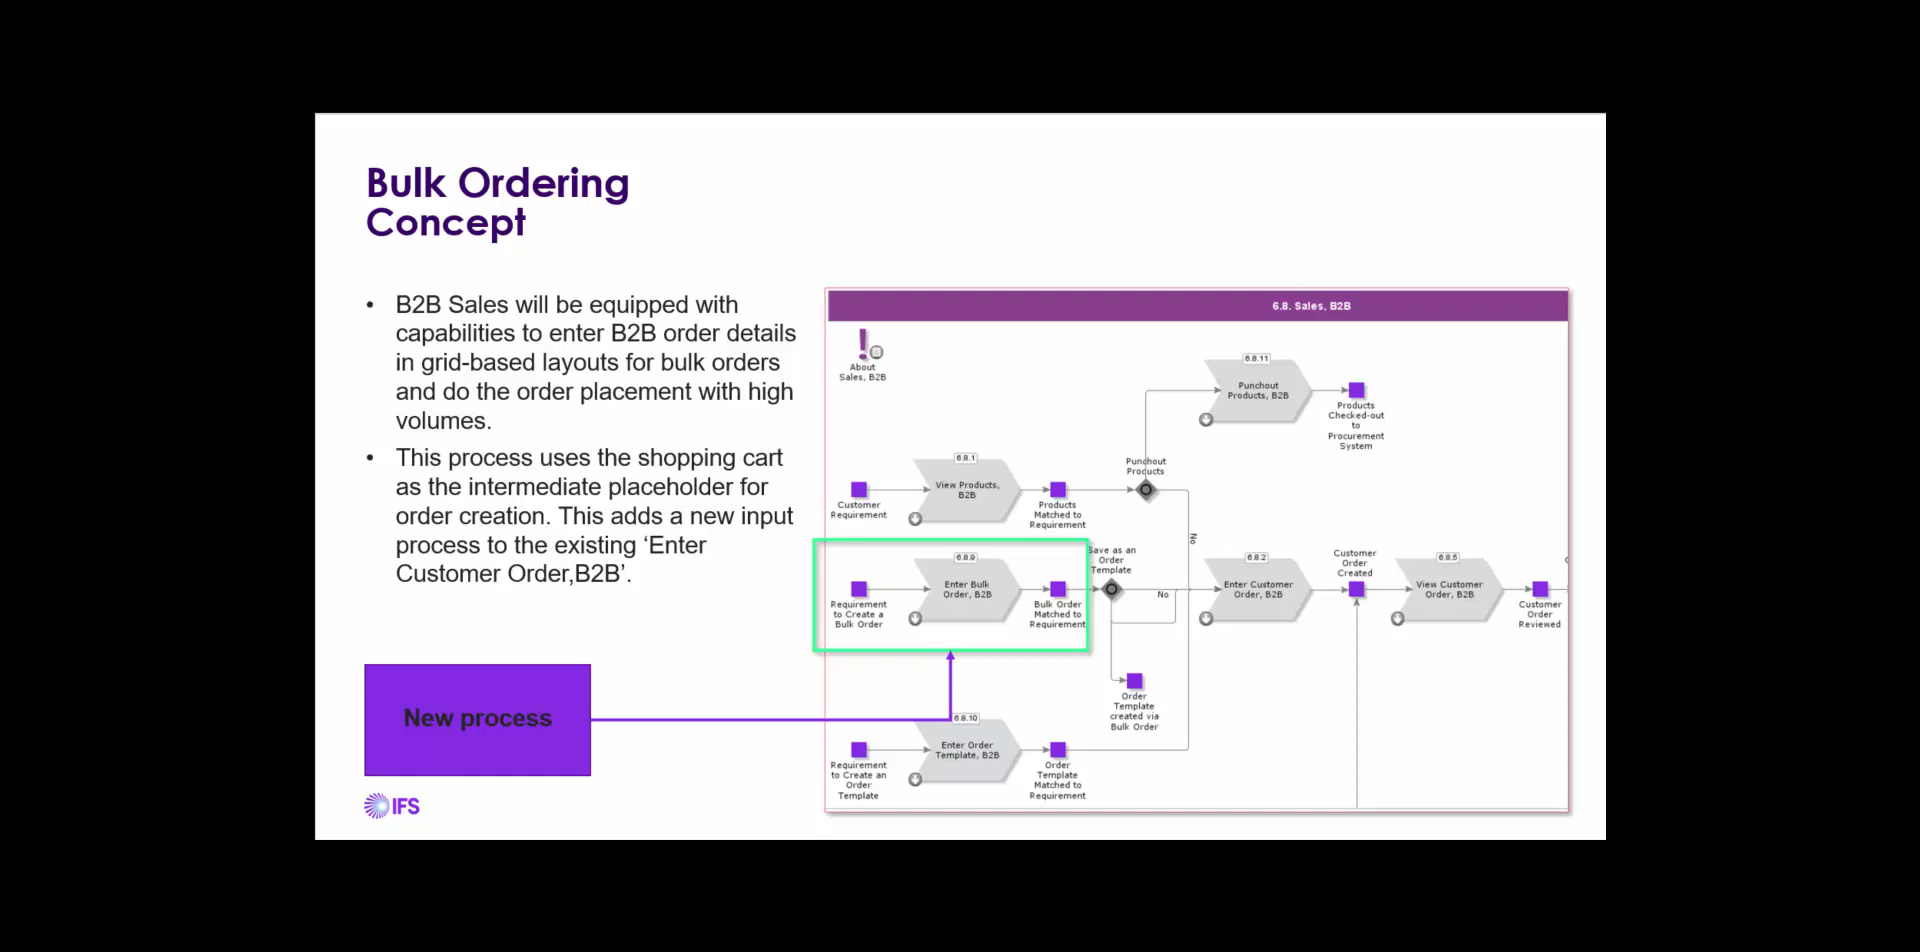 Bulk Ordering
Concept
• B2B Sales will be equipped with
capabilities to enter B2B order details
in grid-based layouts for bulk orders
and do the order placement with high
volumes.
• This process uses the shopping cart
as the intermediate placeholder for
order creation. This adds a new input
process to the existing ‘Enter
Customer Order,B2B’.
New process
IFS
6.8. Sales, B2B
About
Sales, B2B
6.8.11
Punchout
Products, B2B
Products
Checked-out
to
Procurement
System
Customer
Requirement
6.8.1
View Products,
B2B
Products
Matched to
Requirement
Punchout
Products
No
Requirement
to Create a
Bulk Order
6.8.9
Enter Bulk
Order, B2B
Bulk Order
Matched to
Requirement
Save as an
Order
Template
No
6.8.2
Enter Customer
Order, B2B
Customer
Order
Created
6.8.5
View Customer
Order, B2B
Customer
Order
Reviewed
Order
Template
created via
Bulk Order
Requirement
to Create an
Order
Template
6.8.10
Enter Order
Template, B2B
Order
Template
Matched to
Requirement